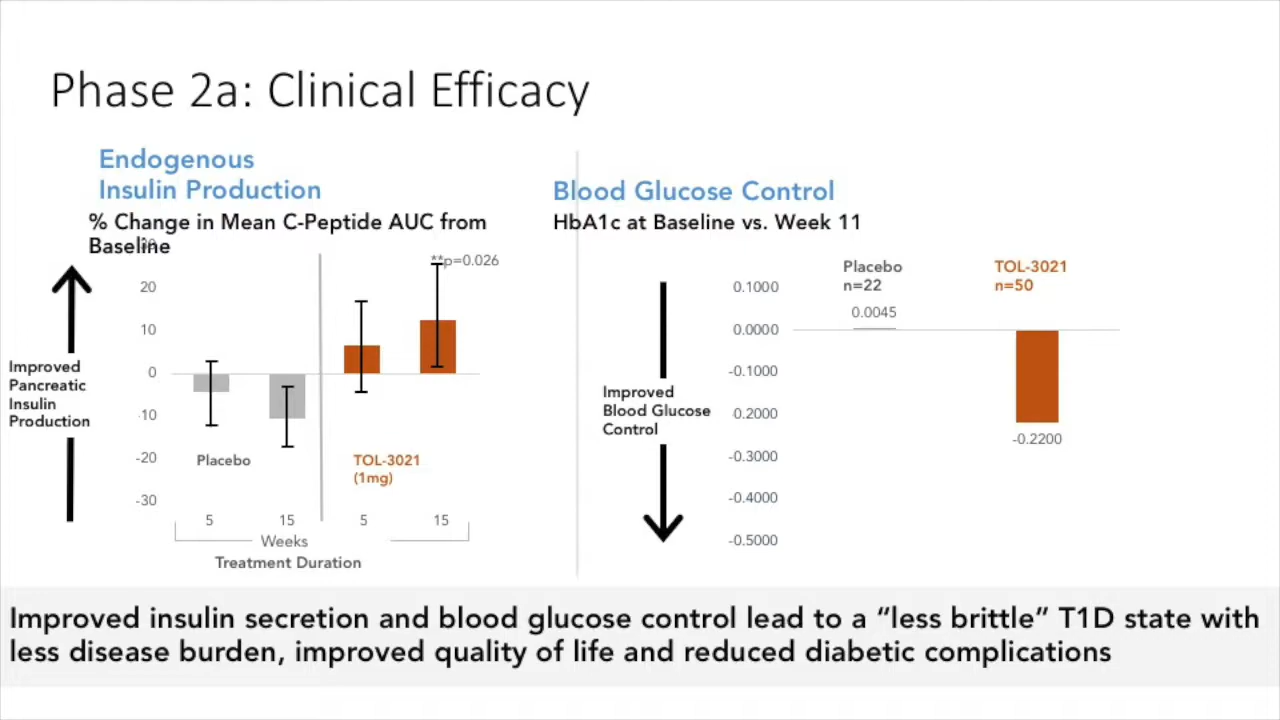 Phase 2a: Clinical Efficacy
Endogenous
Insulin Production
% Change in Mean C-Peptide AUC from
Baseline
**p=0.026
20
10
0
-10
-20
-30
Improved
Pancreatic
Insulin
Production
Placebo
TOL-3021
(1mg)
5
15
5
15
Weeks
Treatment Duration
Blood Glucose Control
HbA1c at Baseline vs. Week 11
Placebo
n=22
TOL-3021
n=50
0.1000
0.0000
-0.1000
0.2000
-0.3000
-0.4000
-0.5000
0.0045
-0.2200
Improved
Blood Glucose
Control
Improved insulin secretion and blood glucose control lead to a “less brittle” T1D state with
less disease burden, improved quality of life and reduced diabetic complications